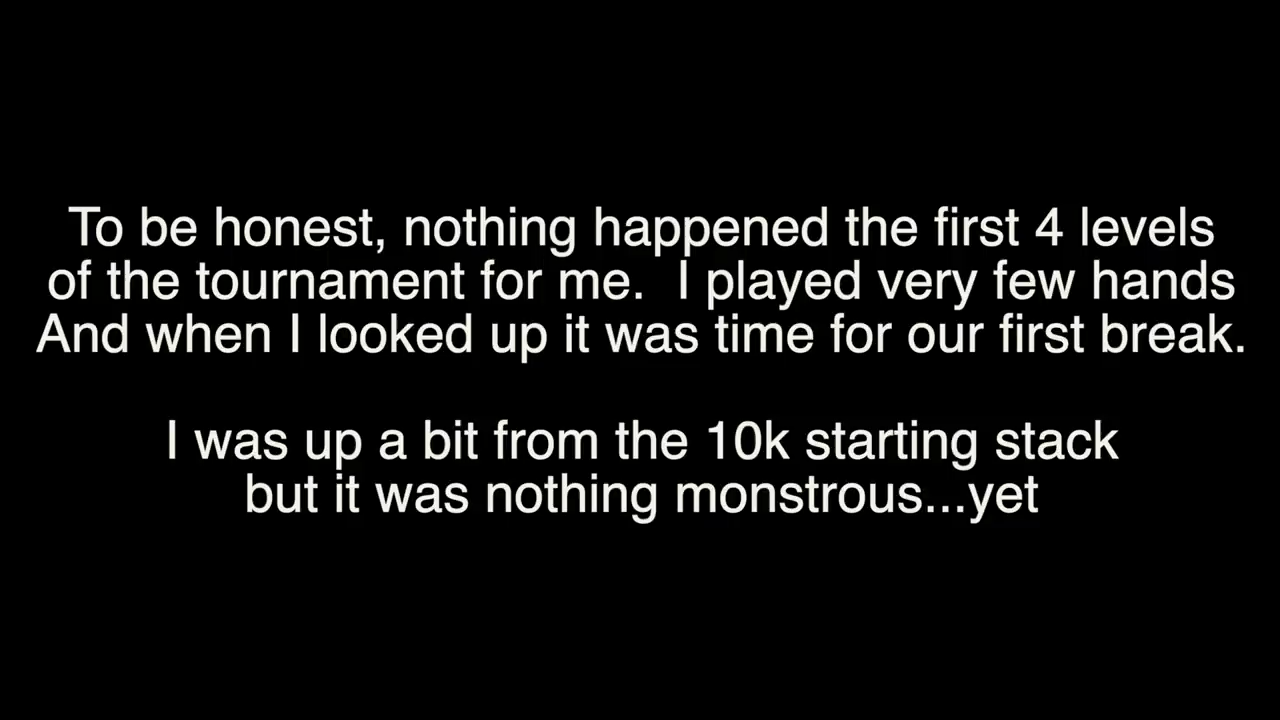 To be honest, nothing happened the first 4 levels
of the tournament for me.  I played very few hands
And when I looked up it was time for our first break.
I was up a bit from the 10k starting stack
but it was nothing monstrous...yet